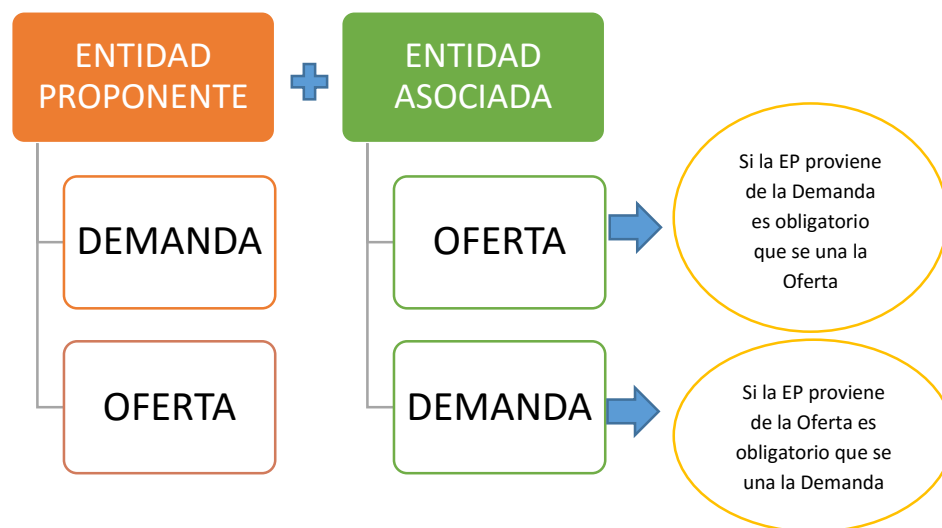 ENTIDAD
PROPONENTE
ENTIDAD
ASOCIADA
DEMANDA
OFERTA
Si la EP proviene
de la Demanda
es obligatorio
que se una la
Oferta
OFERTA
DEMANDA
Si la EP proviene
de la Oferta es
obligatorio que se
una la Demanda